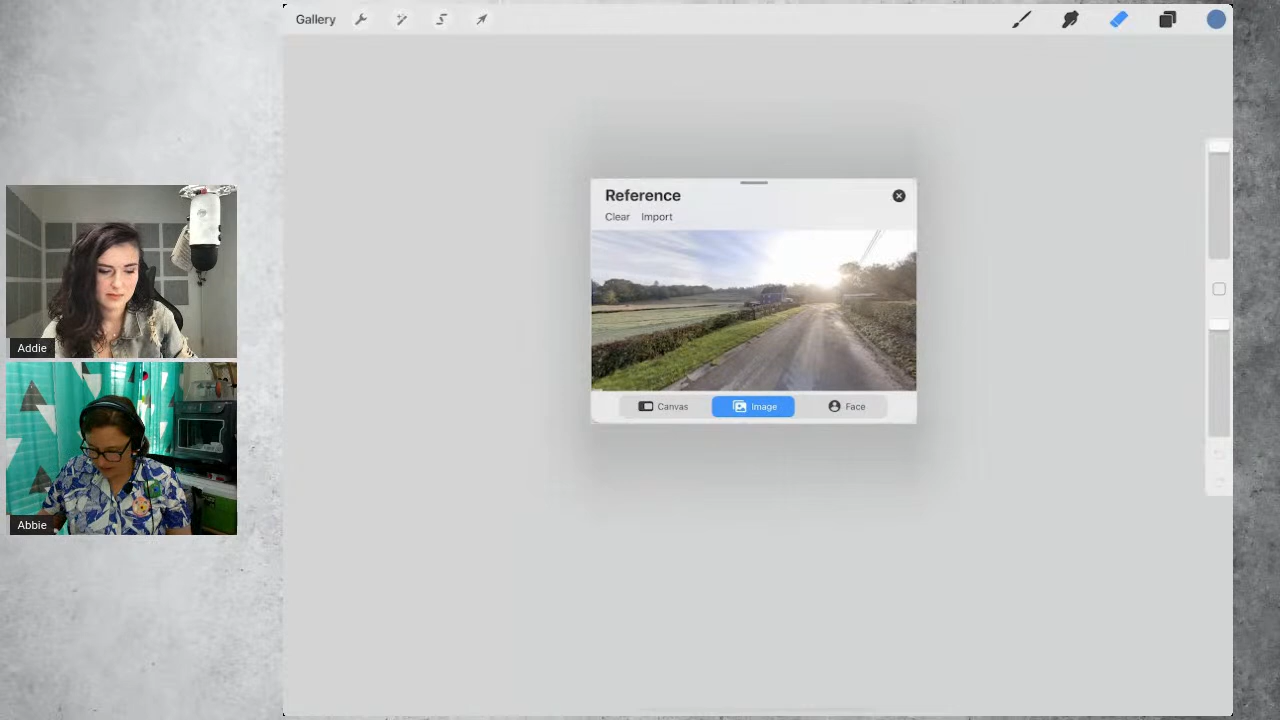 Gallery
Reference
Clear Import
Canvas Image Face
Addie
Abbie